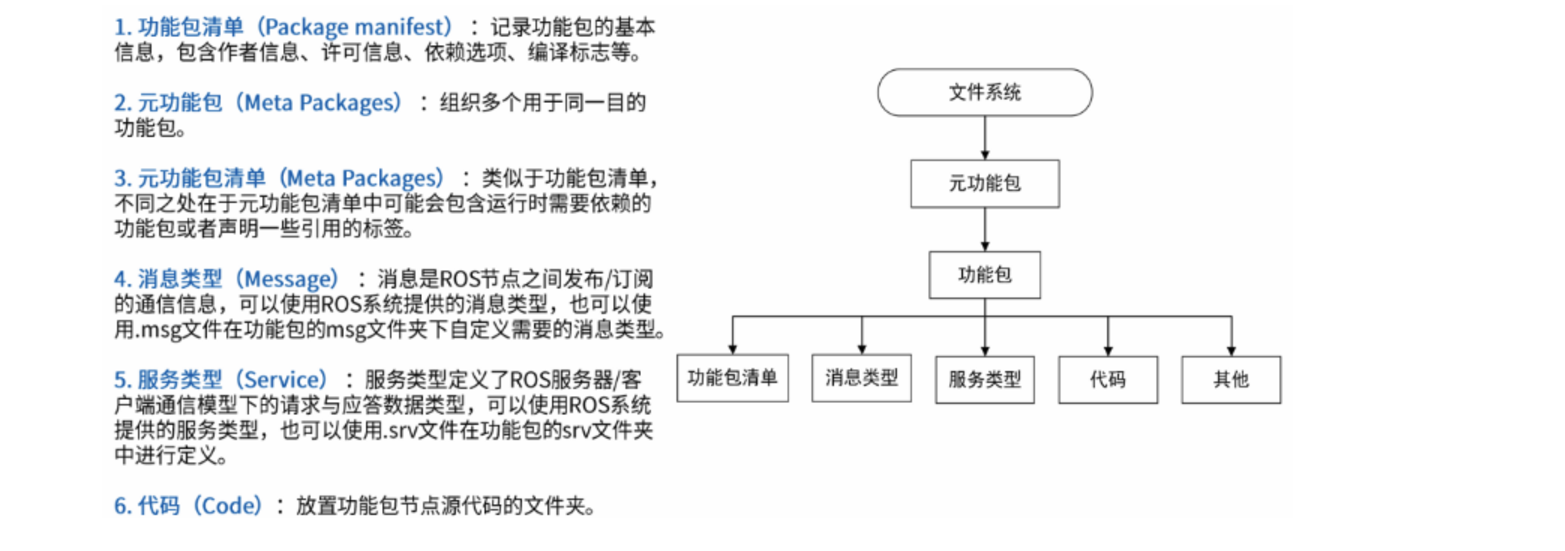 1. 功能包清单（Package manifest）：记录功能包的基本
信息，包含作者信息、许可信息、依赖选项、编译标志等。
2. 元功能包（Meta Packages）：组织多个用于同一目的
功能包。
3. 元功能包清单（Meta Packages）：类似于功能包清单，
不同之处在于元功能包清单中可能会包含运行时需要依赖的
功能包或者声明一些引用的标签。
4. 消息类型（Message）：消息是ROS节点之间发布/订阅
的通信信息，可以使用ROS系统提供的消息类型，也可以使
用.msg文件在功能包的msg文件夹下自定义需要的消息类型。
5. 服务类型（Service）：服务类型定义了ROS服务器/客
户端通信模型下的请求与应答数据类型，可以使用ROS系统
提供的服务类型，也可以使用.srv文件在功能包的srv文件夹
中进行定义。
6. 代码（Code）：放置功能包节点源代码的文件夹。
文件系统
元功能包
功能包
功能包清单
消息类型
服务类型
代码
其他